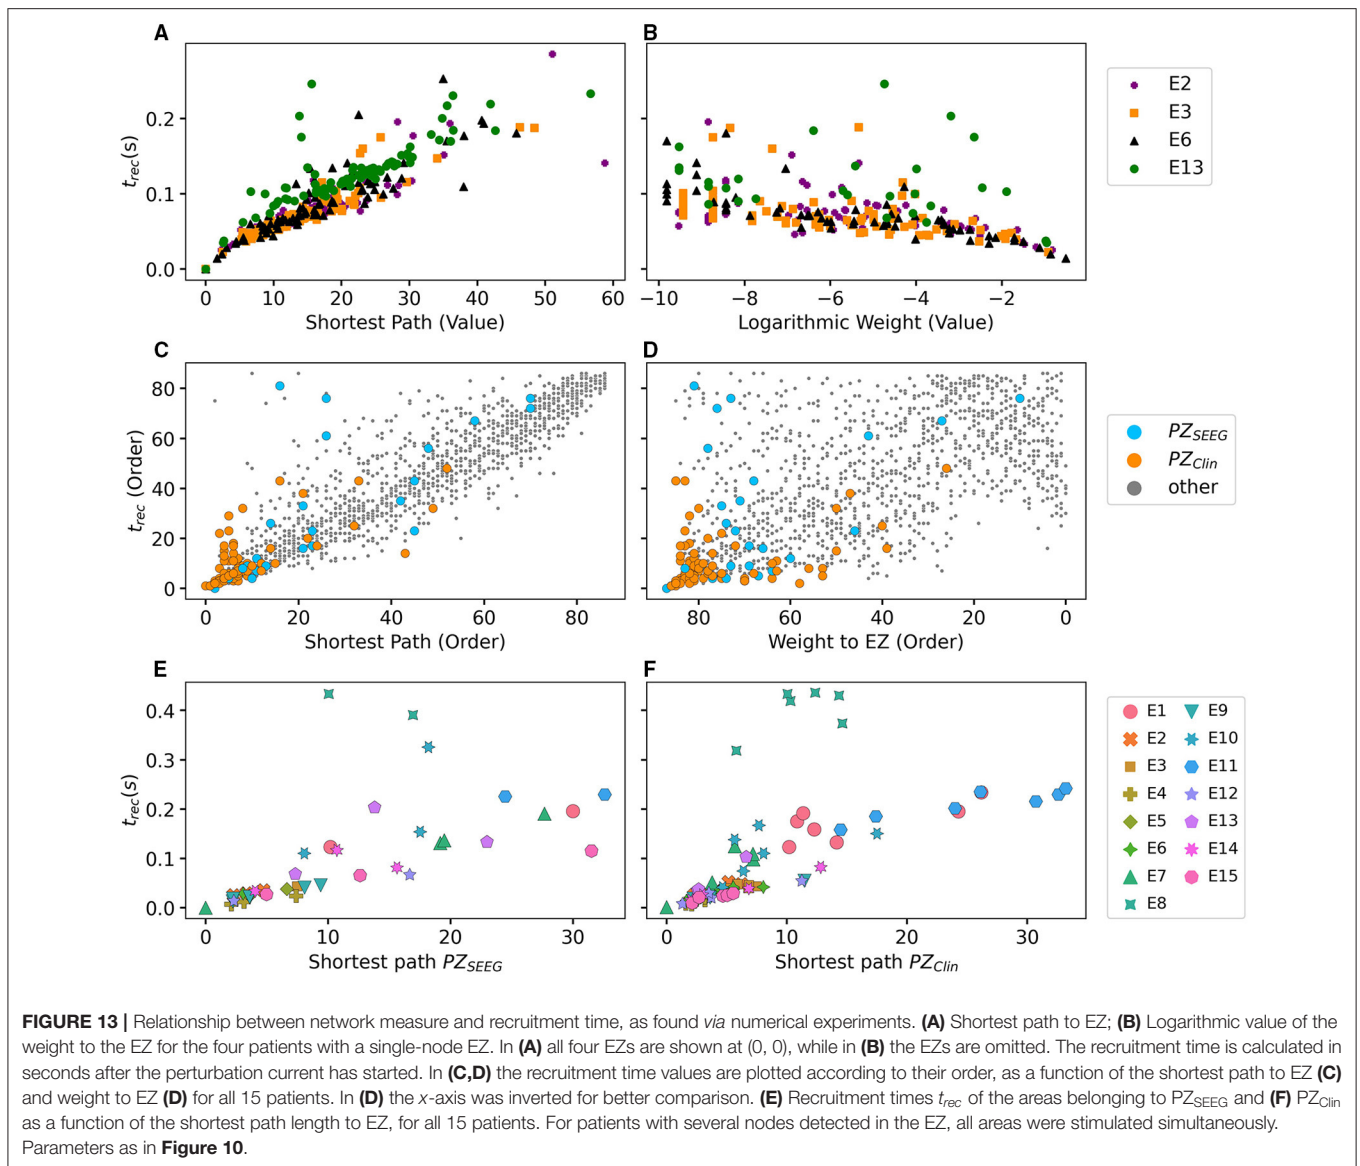 A
B
0.2
0.1
0.0
t_rec(s)
0 10 20 30 40 50 60
Shortest Path (Value)
−10 −8 −6 −4 −2
Logarithmic Weight (Value)
E2
E3
E6
E13
C
D
80
60
40
20
0
t_rec (Order)
0 20 40 60 80
Shortest Path (Order)
80 60 40 20 0
Weight to EZ (Order)
PZ_SEEG
PZ_Clin
other
E
F
0.4
0.3
0.2
0.1
0.0
t_rec(s)
0 10 20 30
Shortest path PZ_SEEG
0 10 20 30
Shortest path PZ_Clin
E1 E9
E2 E10
E3 E11
E4 E12
E5 E13
E6 E14
E7 E15
E8
FIGURE 13 | Relationship between network measure and recruitment time, as found via numerical experiments. (A) Shortest path to EZ; (B) Logarithmic value of the
weight to the EZ for the four patients with a single-node EZ. In (A) all four EZs are shown at (0, 0), while in (B) the EZs are omitted. The recruitment time is calculated in
seconds after the perturbation current has started. In (C,D) the recruitment time values are plotted according to their order, as a function of the shortest path to EZ (C)
and weight to EZ (D) for all 15 patients. In (D) the x-axis was inverted for better comparison. (E) Recruitment times t_rec of the areas belonging to PZ_SEEG and (F) PZ_Clin
as a function of the shortest path length to EZ, for all 15 patients. For patients with several nodes detected in the EZ, all areas were stimulated simultaneously.
Parameters as in Figure 10.